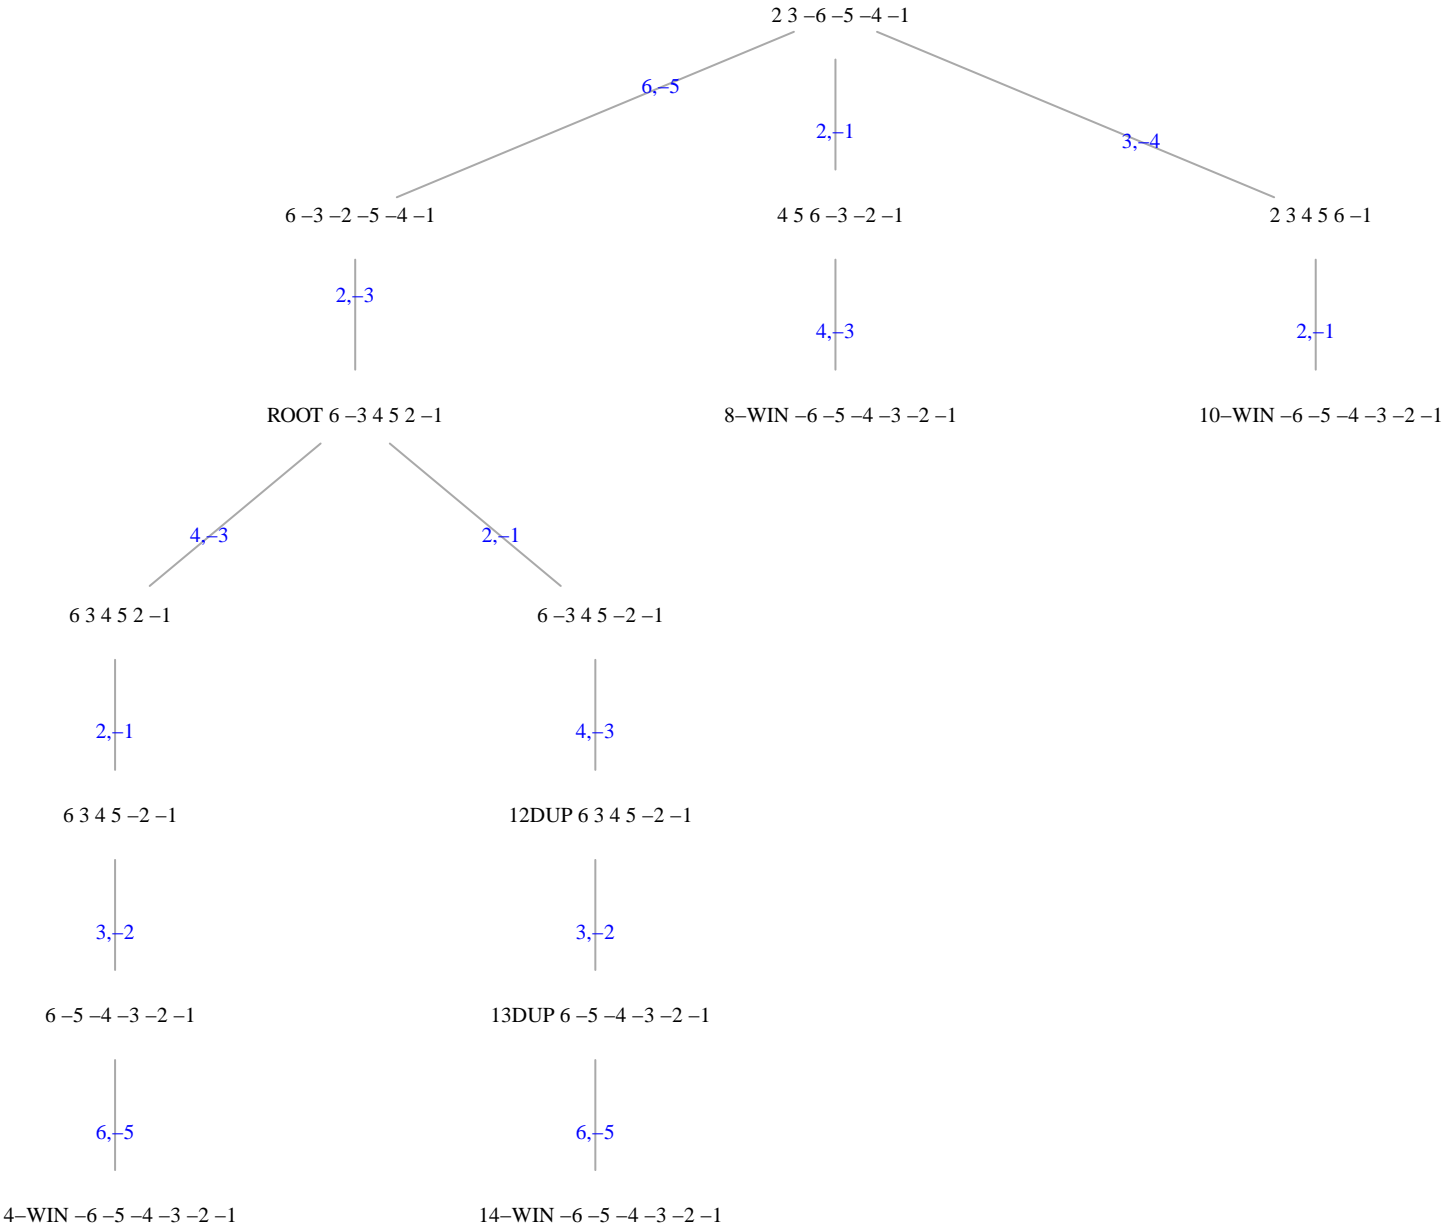 2 3 –6 –5 –4 –1
6,–5
2,–1
3,–4
6 –3 –2 –5 –4 –1
4 5 6 –3 –2 –1
2 3 4 5 6 –1
2,–3
4,–3
2,–1
ROOT 6 –3 4 5 2 –1
8–WIN –6 –5 –4 –3 –2 –1
10–WIN –6 –5 –4 –3 –2 –1
4,–3
2,–1
6 3 4 5 2 –1
6 –3 4 5 –2 –1
2,–1
4,–3
6 3 4 5 –2 –1
12DUP 6 3 4 5 –2 –1
3,–2
3,–2
6 –5 –4 –3 –2 –1
13DUP 6 –5 –4 –3 –2 –1
6,–5
6,–5
4–WIN –6 –5 –4 –3 –2 –1
14–WIN –6 –5 –4 –3 –2 –1